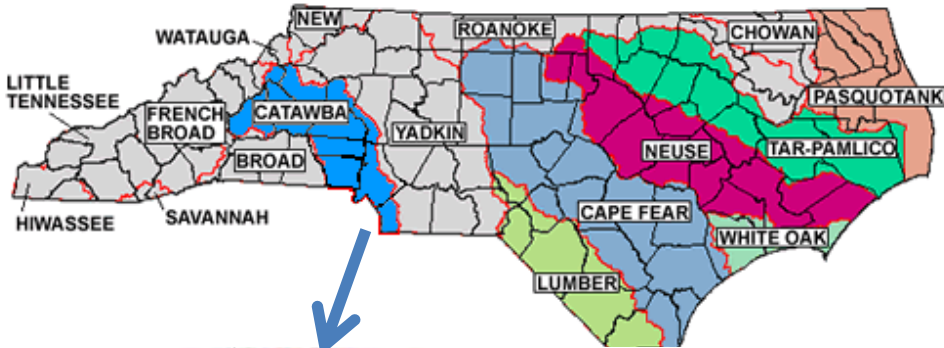 NEW
ROANOKE
CHOWAN
WATAUGA
LITTLE
TENNESSEE
PASQUOTANK
FRENCH
BROAD
CATAWBA
YADKIN
NEUSE
TAR-PAMLICO
BROAD
HIWASSEE
SAVANNAH
CAPE FEAR
WHITE OAK
LUMBER